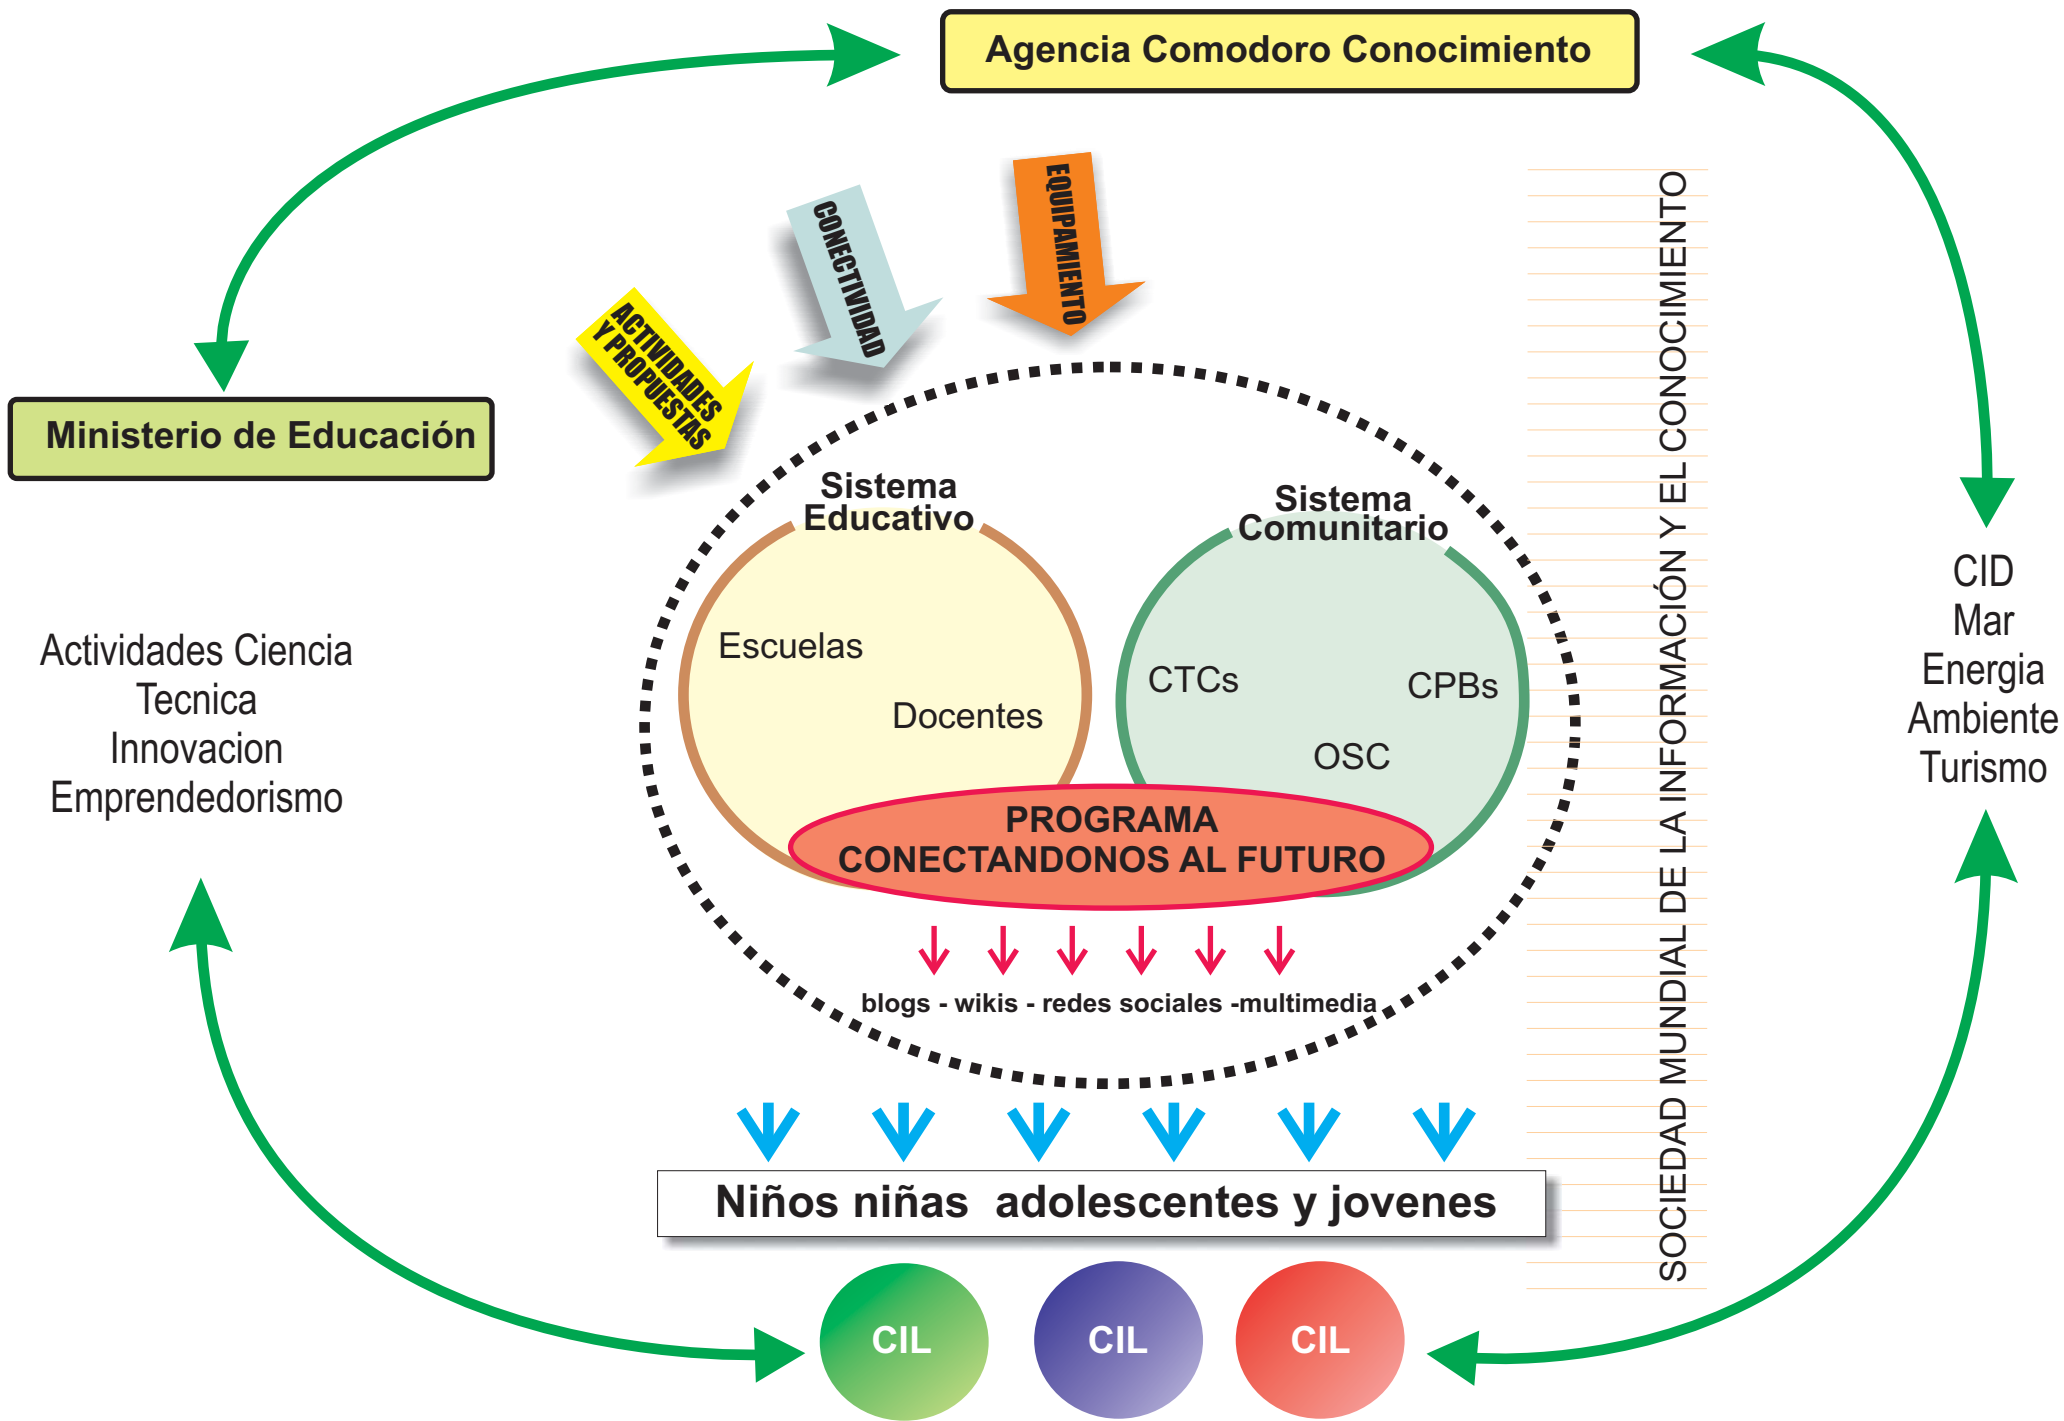 Agencia Comodoro Conocimiento
EQUIPAMIENTO
CONECTIVIDAD
ACTIVIDADES
Y PROPUESTAS
Ministerio de Educación
Sistema
Educativo
Sistema
Comunitario
Escuelas
Docentes
CTCs
CPBs
OSC
PROGRAMA
CONECTANDONOS AL FUTURO
blogs - wikis - redes sociales -multimedia
Actividades Ciencia
Tecnica
Innovacion
Emprendedorismo
SOCIEDAD MUNDIAL DE LA INFORMACIÓN Y EL CONOCIMIENTO
CID
Mar
Energia
Ambiente
Turismo
Niños niñas adolescentes y jovenes
CIL
CIL
CIL